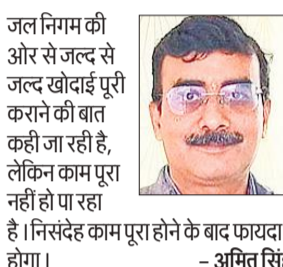 जल निगम की
ओर से जल्द से
जल्द खोदाई पूरी
कराने की बात
कही जा रही है,
लेकिन काम पूरा
नहीं हो पा रहा
है । निसंदेह काम पूरा होने के बाद फायदा
होगा । – अमित सिंह